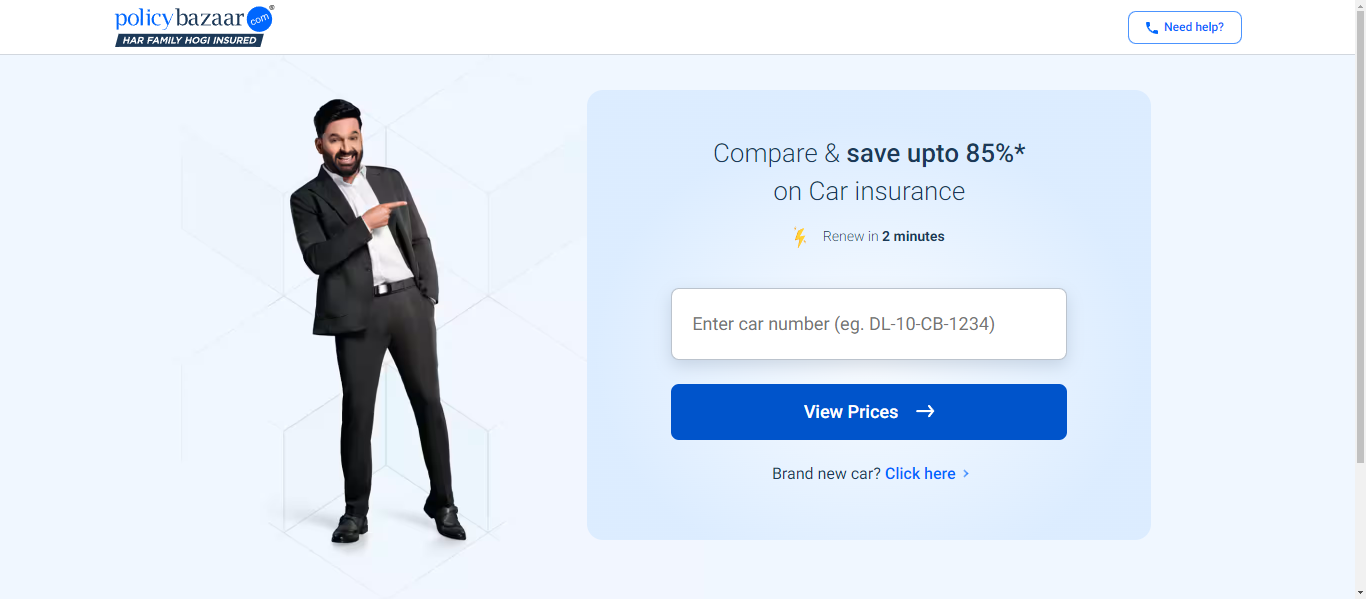 policybazaar.com®
HAR FAMILY HOGI INSURED
Need help?
Compare & save upto 85%*
on Car insurance
Renew in 2 minutes
Enter car number (eg. DL-10-CB-1234)
View Prices →
Brand new car? Click here >